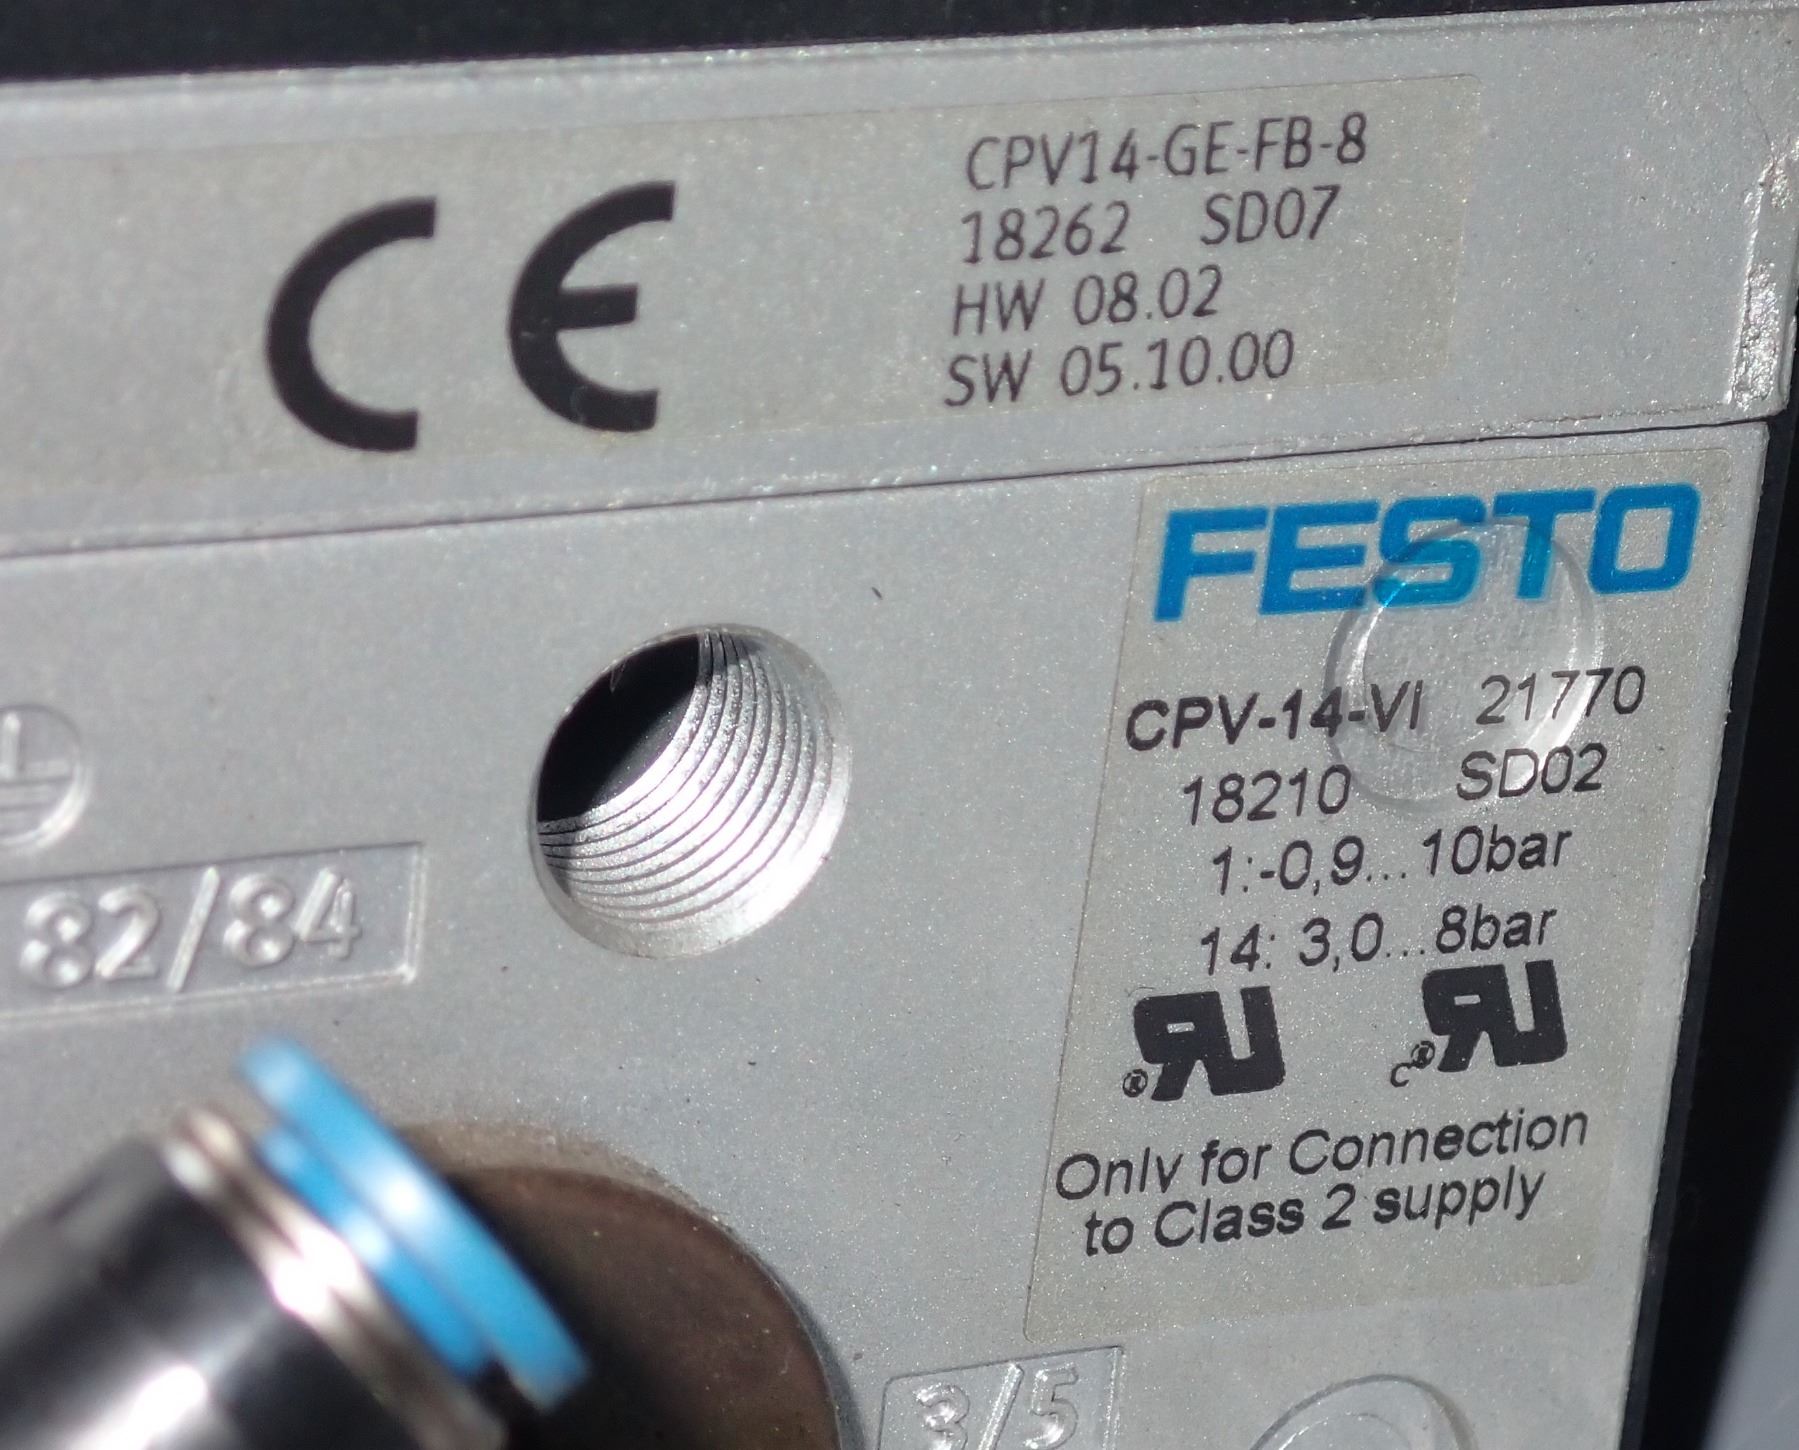 CE
CPV14-GE-FB-8
18262 SD07
HW 08.02
SW 05.10.00
FESTO
CPV-14-VI 21770
18210 SD02
1:-0,9...10bar
14: 3,0...8bar
82/84
Only for Connection
to Class 2 supply
3/5